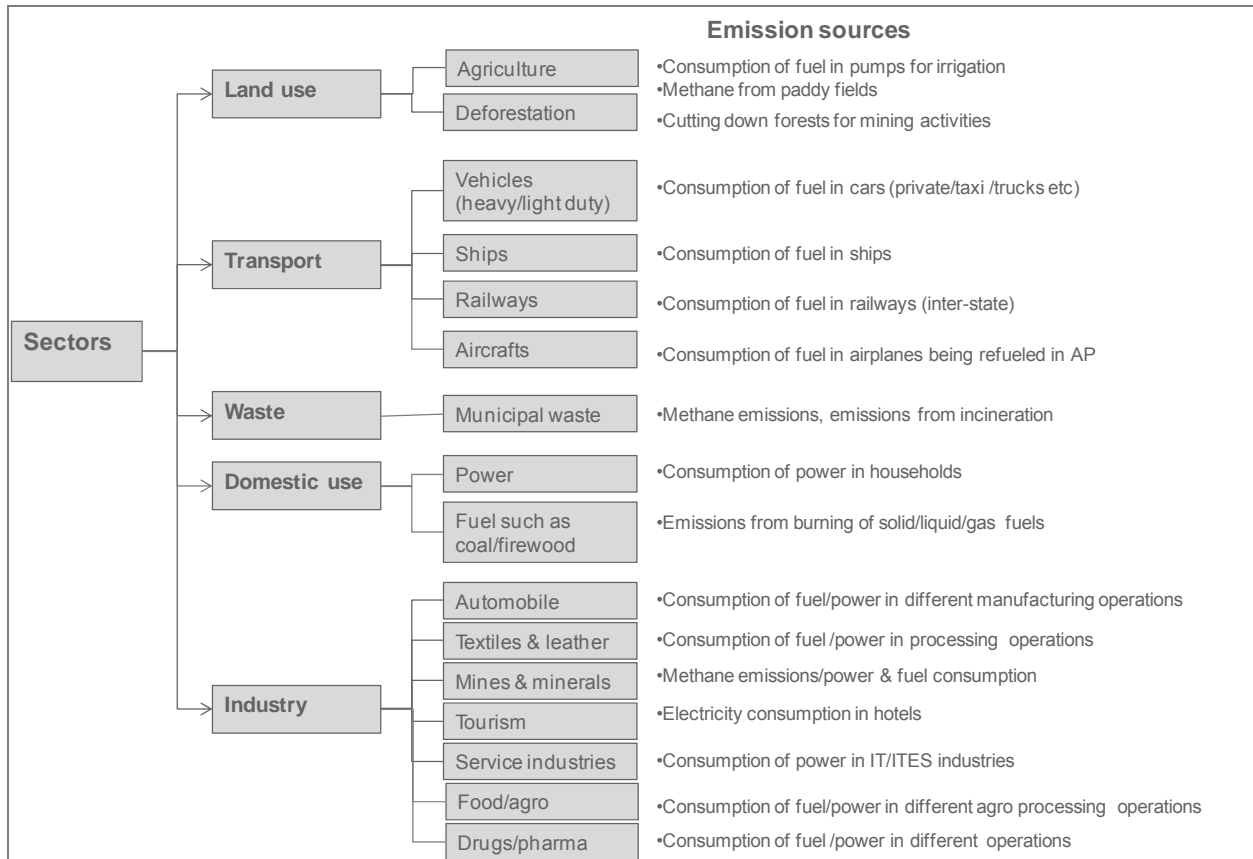 Emission sources
Sectors
Land use
Agriculture
•Consumption of fuel in pumps for irrigation
•Methane from paddy fields
Deforestation
•Cutting down forests for mining activities
Transport
Vehicles
(heavy/light duty)
•Consumption of fuel in cars (private/taxi /trucks etc)
Ships
•Consumption of fuel in ships
Railways
•Consumption of fuel in railways (inter-state)
Aircrafts
•Consumption of fuel in airplanes being refueled in AP
Waste
Municipal waste
•Methane emissions, emissions from incineration
Domestic use
Power
•Consumption of power in households
Fuel such as
coal/firewood
•Emissions from burning of solid/liquid/gas fuels
Industry
Automobile
•Consumption of fuel/power in different manufacturing operations
Textiles & leather
•Consumption of fuel /power in processing operations
Mines & minerals
•Methane emissions/power & fuel consumption
Tourism
•Electricity consumption in hotels
Service industries
•Consumption of power in IT/ITES industries
Food/agro
•Consumption of fuel/power in different agro processing operations
Drugs/pharma
•Consumption of fuel /power in different operations